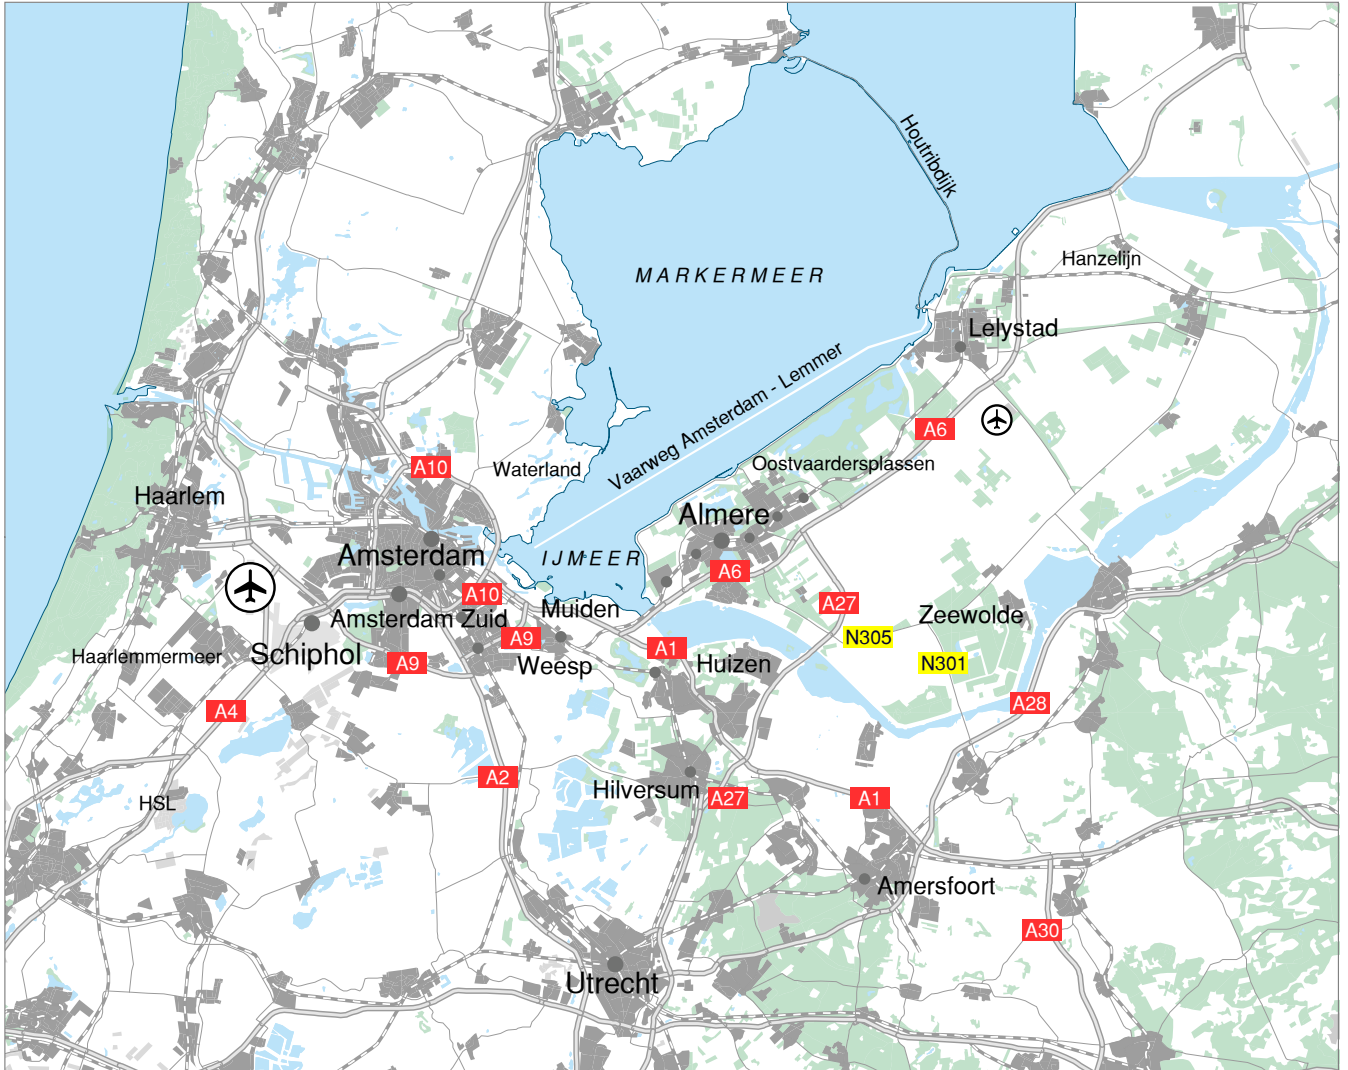 Houtribdijk
Hanzelijn
MARKERMEER
Lelystad
Vaarweg Amsterdam - Lemmer
A6
A10
Waterland
Oostvaardersplassen
Haarlem
Almere
Amsterdam
IJMEER
A6
A10
Muiden
A27
Zeewolde
Amsterdam Zuid
A9
N305
Schiphol
Haarlemmermeer
A9
Weesp
A1
Huizen
N301
A4
A28
A2
Hilversum
A27
A1
HSL
Amersfoort
A30
Utrecht